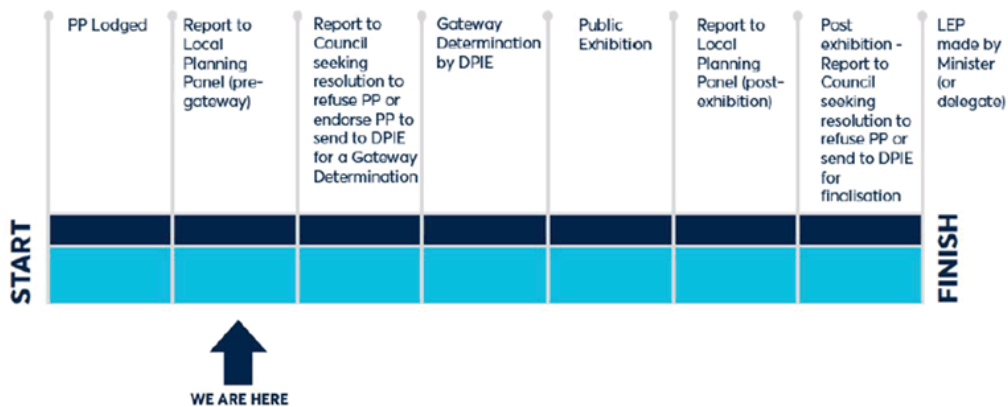 PP Lodged
Report to
Local
Planning
Panel (pre-
gateway)
Report to
Council
seeking
resolution to
refuse PP or
endorse PP to
send to DPIE
for a Gateway
Determination
Gateway
Determination
by DPIE
Public
Exhibition
Report to
Local
Planning
Panel (post-
exhibition)
Post
exhibition -
Report to
Council
seeking
resolution to
refuse PP or
send to DPIE
for
finalisation
LEP
made by
Minister
(or
delegate)
START
FINISH
WE ARE HERE